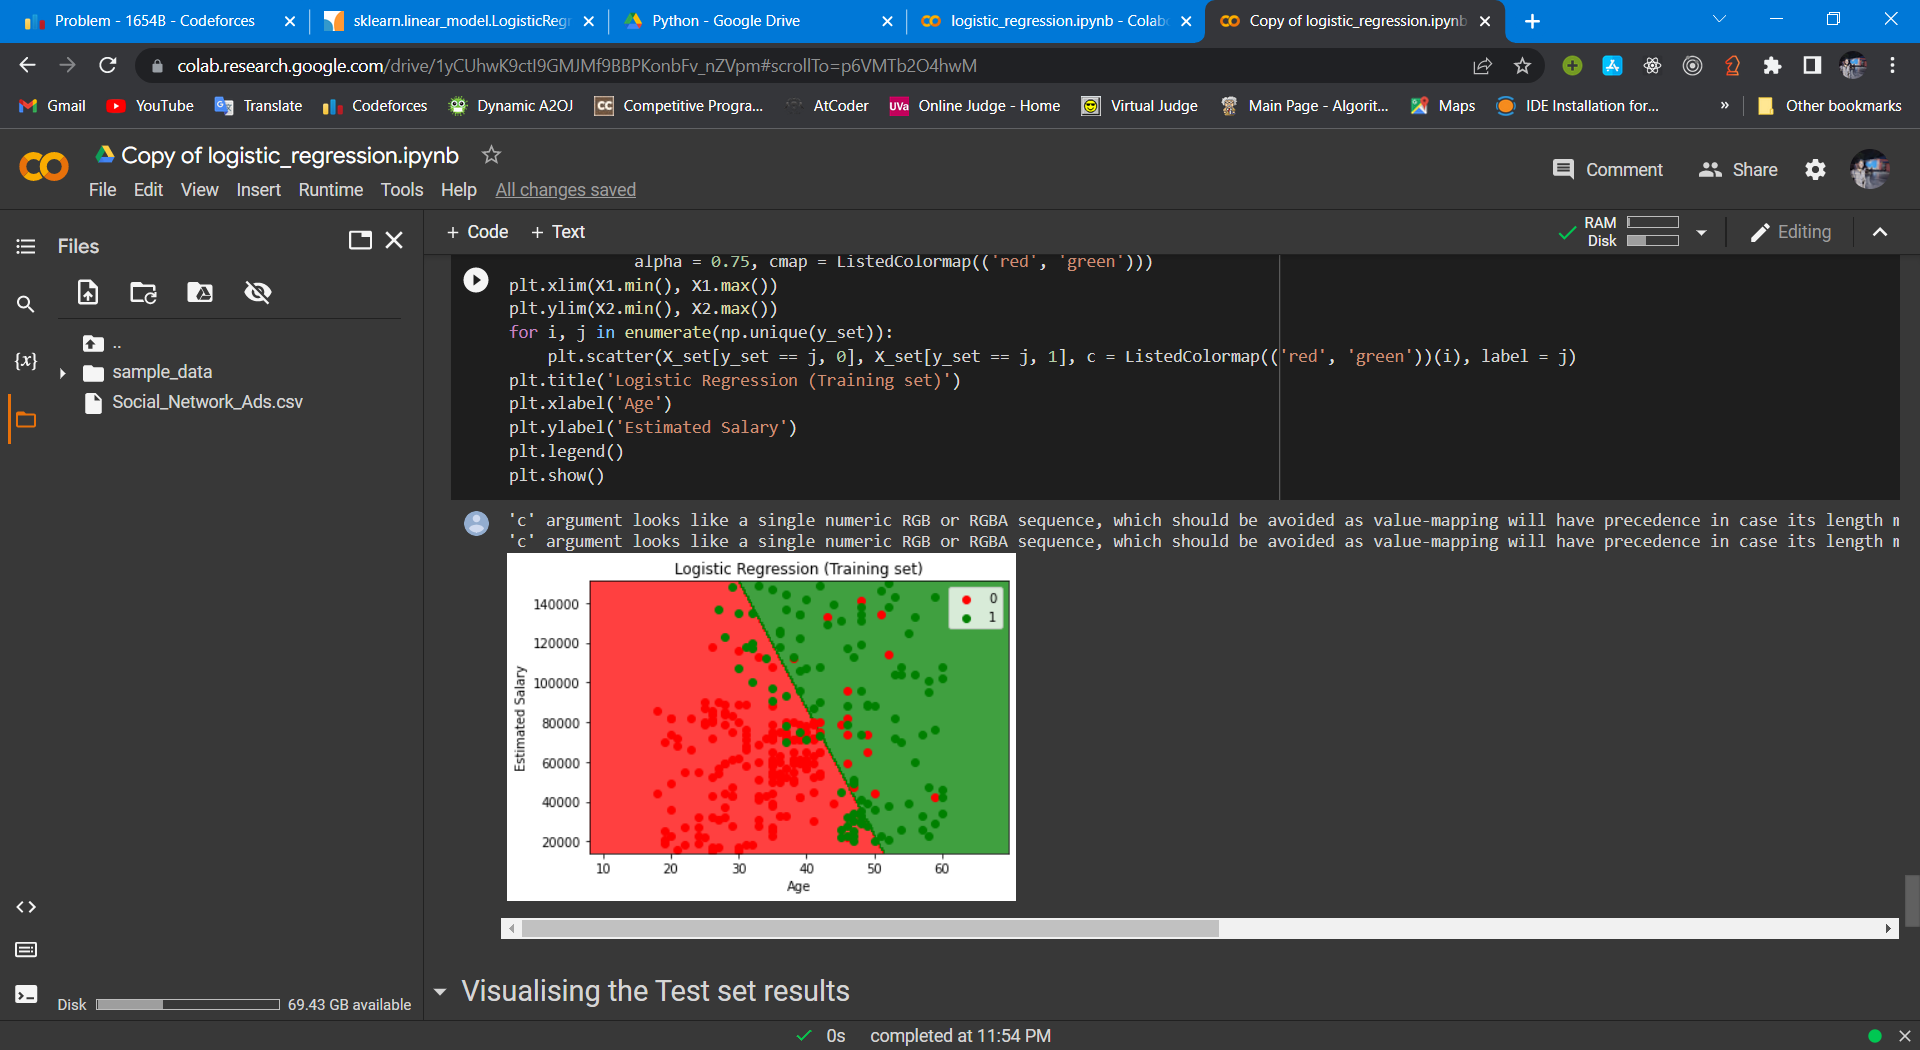 Problem - 1654B - Codeforces
sklearn.linear_model.LogisticRegr
Python - Google Drive
logistic_regression.ipynb - Colab
Copy of logistic_regression.ipynb
colab.research.google.com/drive/1yCUhwK9ctI9GMJMf9BBPKonbFv_nZVpm#scrollTo=p6VMTb2O4hwM
Gmail
YouTube
Translate
Codeforces
Dynamic A2OJ
CC
Competitive Progra...
AtCoder
UVa
Online Judge - Home
Virtual Judge
Main Page - Algorit...
Maps
IDE Installation for...
»
Other bookmarks
Copy of logistic_regression.ipynb
Comment
Share
File Edit View Insert Runtime Tools Help All changes saved
Files
+ Code + Text
RAM
Disk
Editing
{x}
..
sample_data
Social_Network_Ads.csv
alpha = 0.75, cmap = ListedColormap(('red', 'green')))
plt.xlim(X1.min(), X1.max())
plt.ylim(X2.min(), X2.max())
for i, j in enumerate(np.unique(y_set)):
    plt.scatter(X_set[y_set == j, 0], X_set[y_set == j, 1], c = ListedColormap(('red', 'green'))(i), label = j)
plt.title('Logistic Regression (Training set)')
plt.xlabel('Age')
plt.ylabel('Estimated Salary')
plt.legend()
plt.show()
'c' argument looks like a single numeric RGB or RGBA sequence, which should be avoided as value-mapping will have precedence in case its length m
'c' argument looks like a single numeric RGB or RGBA sequence, which should be avoided as value-mapping will have precedence in case its length m
Logistic Regression (Training set)
0
1
140000
120000
100000
80000
60000
40000
20000
Estimated Salary
10 20 30 40 50 60
Age
Visualising the Test set results
Disk
69.43 GB available
0s completed at 11:54 PM